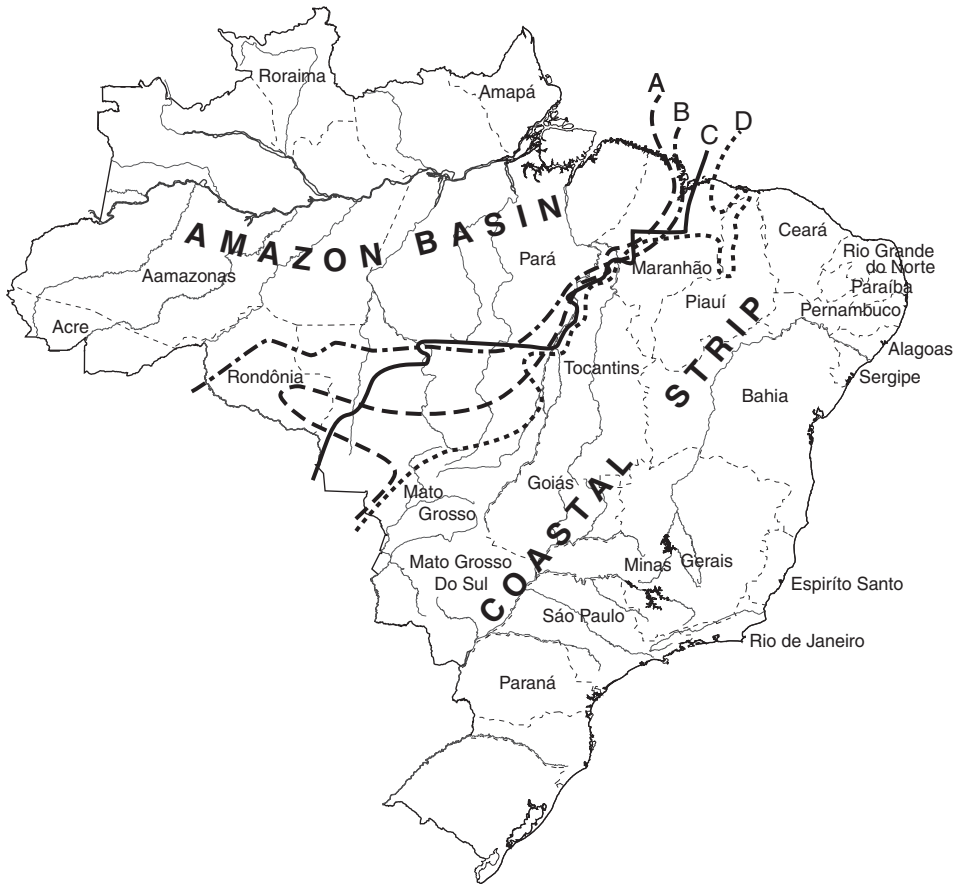 Roraima
Amapá
A
B
C
D
AMAZON BASIN
Aamazonas
Pará
Maranhão
Ceará
Rio Grande
do Norte
Paraíba
Piauí
Pernambuco
Acre
Alagoas
Rondônia
Tocantins
Sergipe
Bahia
COASTAL STRIP
Goiás
Mato
Grosso
Mato Grosso
Do Sul
Minas Gerais
Espiríto Santo
Sáo Paulo
Rio de Janeiro
Paraná